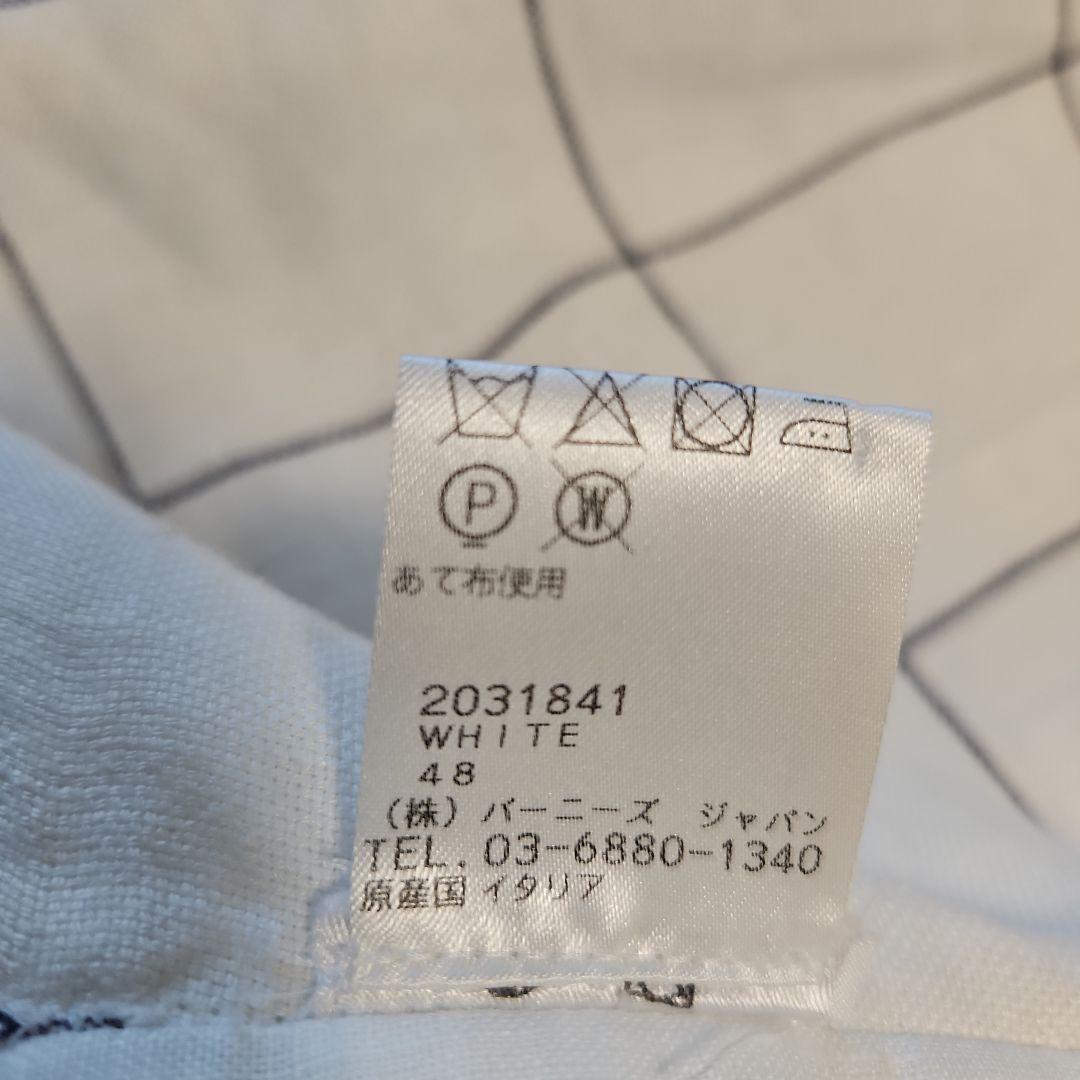 P W
あて布使用
2031841
WHITE
48
(株) バーニーズ ジャパン
TEL. 03-6880-1340
原産国 イタリア